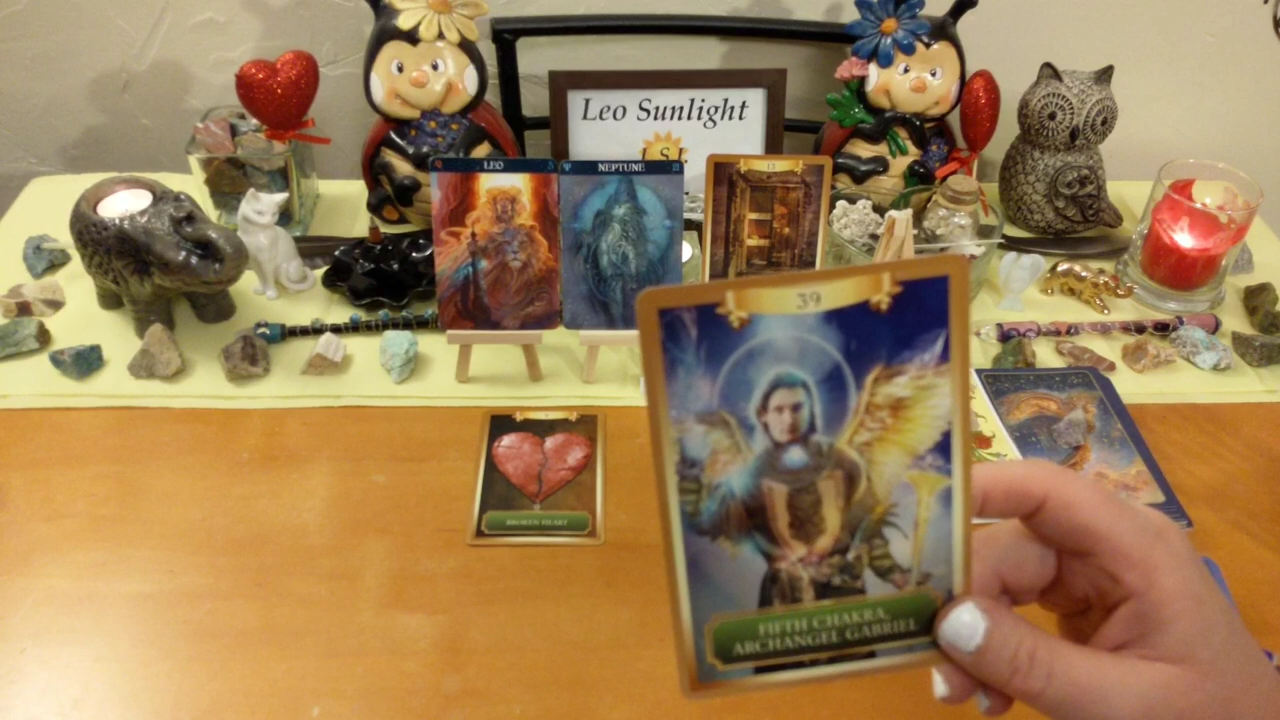 Leo Sunlight
S.
LEO
NEPTUNE
13
BROKEN HEART
39
FIFTH CHAKRA,
ARCHANGEL GABRIEL